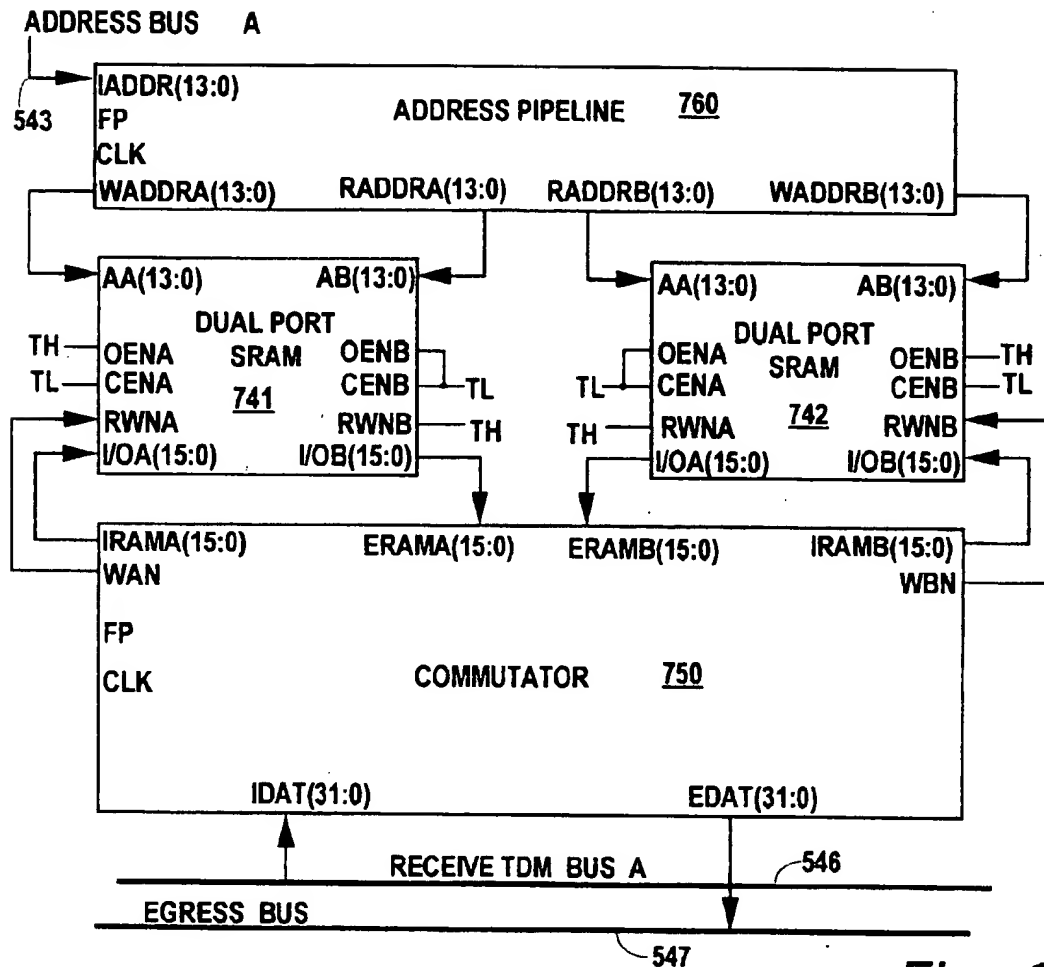 ADDRESS BUS A
543
IADDR(13:0)
FP
CLK
ADDRESS PIPELINE 760
WADDRA(13:0) RADDRA(13:0) RADDRB(13:0) WADDRB(13:0)
AA(13:0) AB(13:0)
DUAL PORT
SRAM
741
TH OENA OENB
TL CENA CENB TL
RWNA RWNB TH
I/OA(15:0) I/OB(15:0)
AA(13:0) AB(13:0)
DUAL PORT
SRAM
742
OENA OENB TH
TL CENA CENB TL
TH RWNA RWNB
I/OA(15:0) I/OB(15:0)
IRAMA(15:0) ERAMA(15:0) ERAMB(15:0) IRAMB(15:0)
WAN WBN
FP
CLK
COMMUTATOR 750
IDAT(31:0) EDAT(31:0)
RECEIVE TDM BUS A 546
EGRESS BUS
547